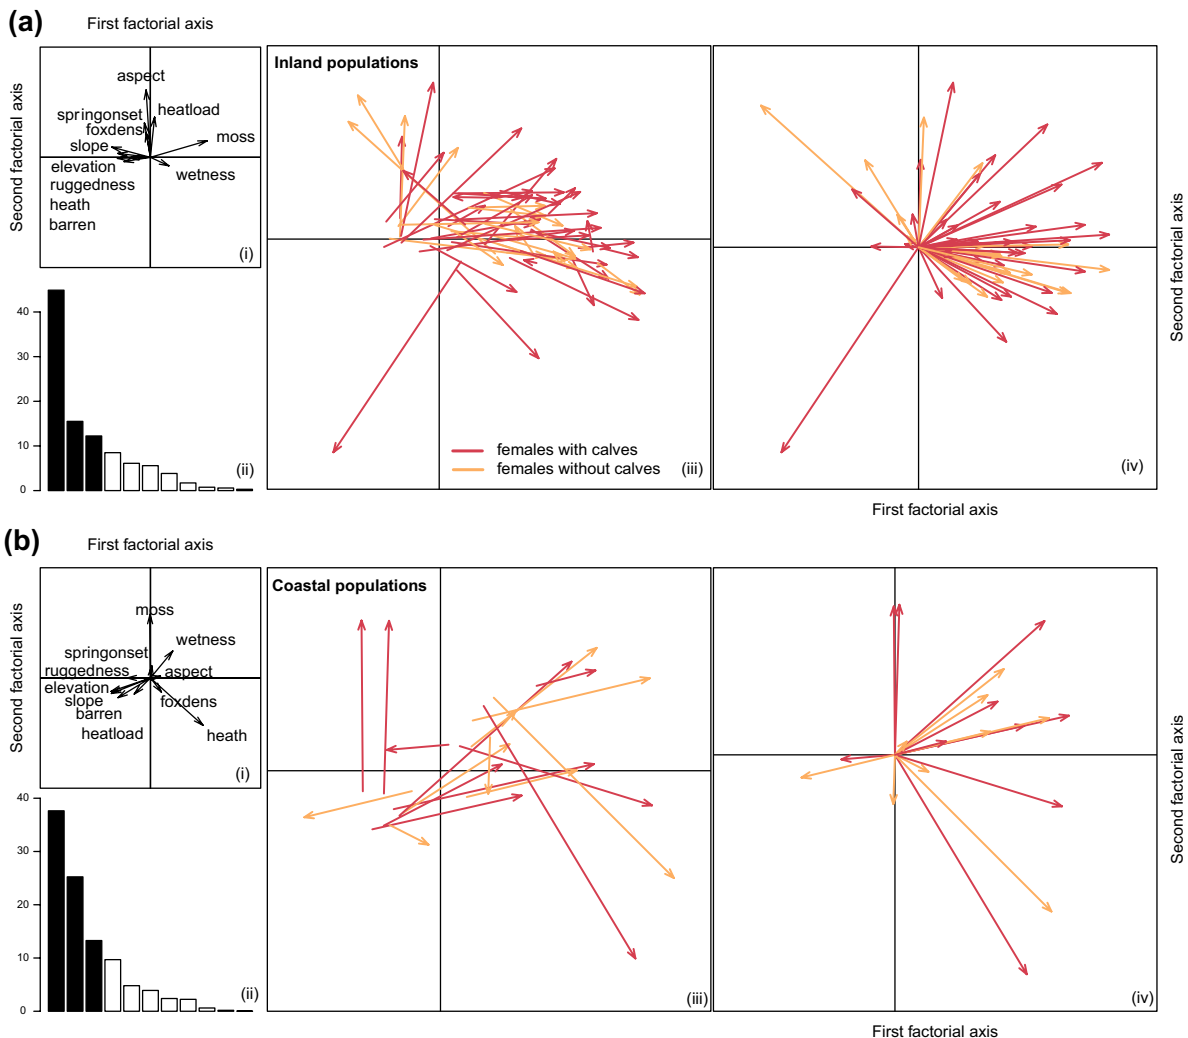 (a)
First factorial axis
Second factorial axis
aspect
springonset
heatload
foxdens
moss
slope
elevation
wetness
ruggedness
heath
barren
(i)
40
30
20
10
0
(ii)
Inland populations
females with calves
females without calves
(iii)
(iv)
Second factorial axis
First factorial axis
(b)
First factorial axis
Second factorial axis
moss
wetness
springonset
ruggedness
aspect
elevation
slope
foxdens
barren
heatload
heath
(i)
40
30
20
10
0
(ii)
Coastal populations
(iii)
(iv)
Second factorial axis
First factorial axis